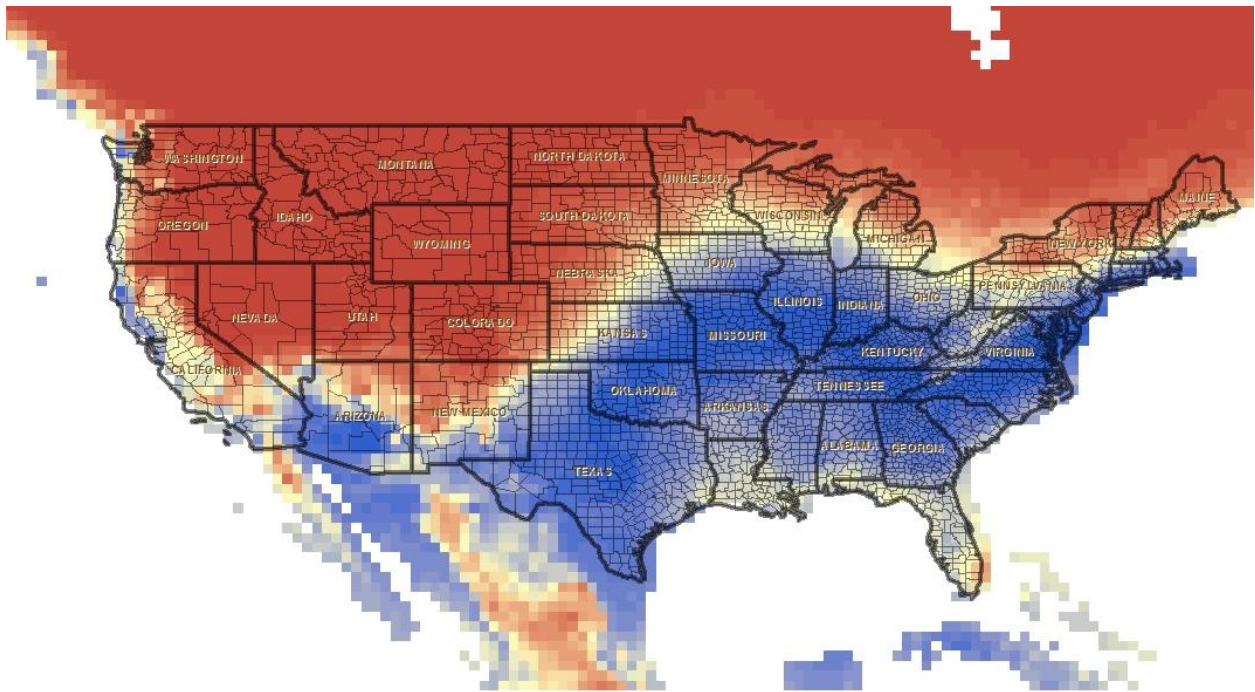 WASHINGTON
MONTANA
NORTH DAKOTA
MINNESOTA
MAINE
OREGON
IDAHO
SOUTH DAKOTA
WISCONSIN
WYOMING
MICHIGAN
NEW YORK
IOWA
NEBRASKA
PENNSYLVANIA
ILLINOIS
INDIANA
OHIO
NEVADA
UTAH
COLORADO
KANSAS
MISSOURI
KENTUCKY
VIRGINIA
CALIFORNIA
TENNESSEE
OKLAHOMA
ARKANSAS
ARIZONA
NEW MEXICO
ALABAMA
GEORGIA
TEXAS